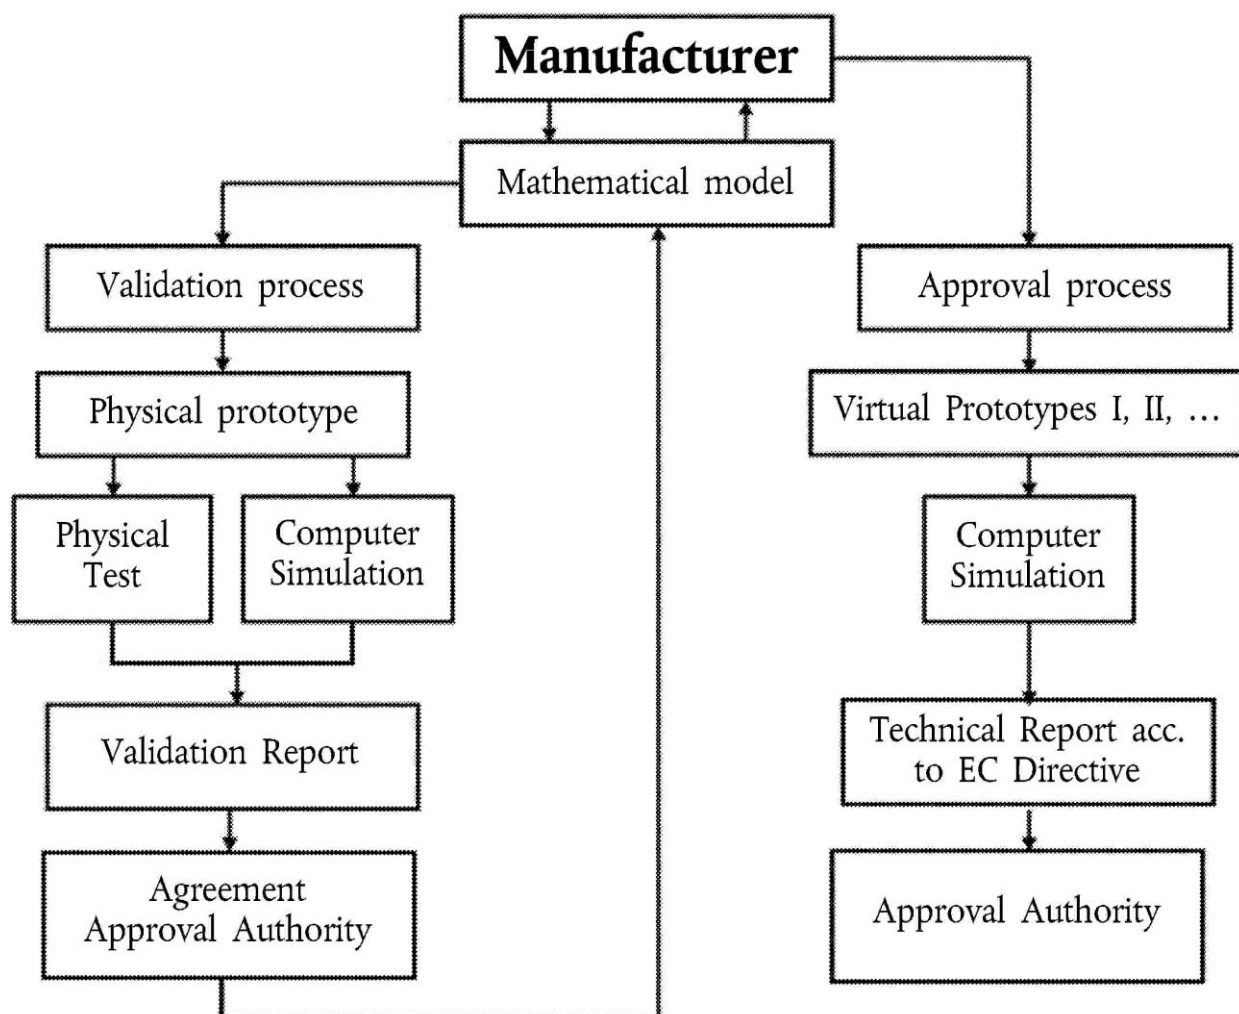 Manufacturer
Mathematical model
Validation process
Physical prototype
Physical
Test
Computer
Simulation
Validation Report
Agreement
Approval Authority
Approval process
Virtual Prototypes I, II, …
Computer
Simulation
Technical Report acc.
to EC Directive
Approval Authority